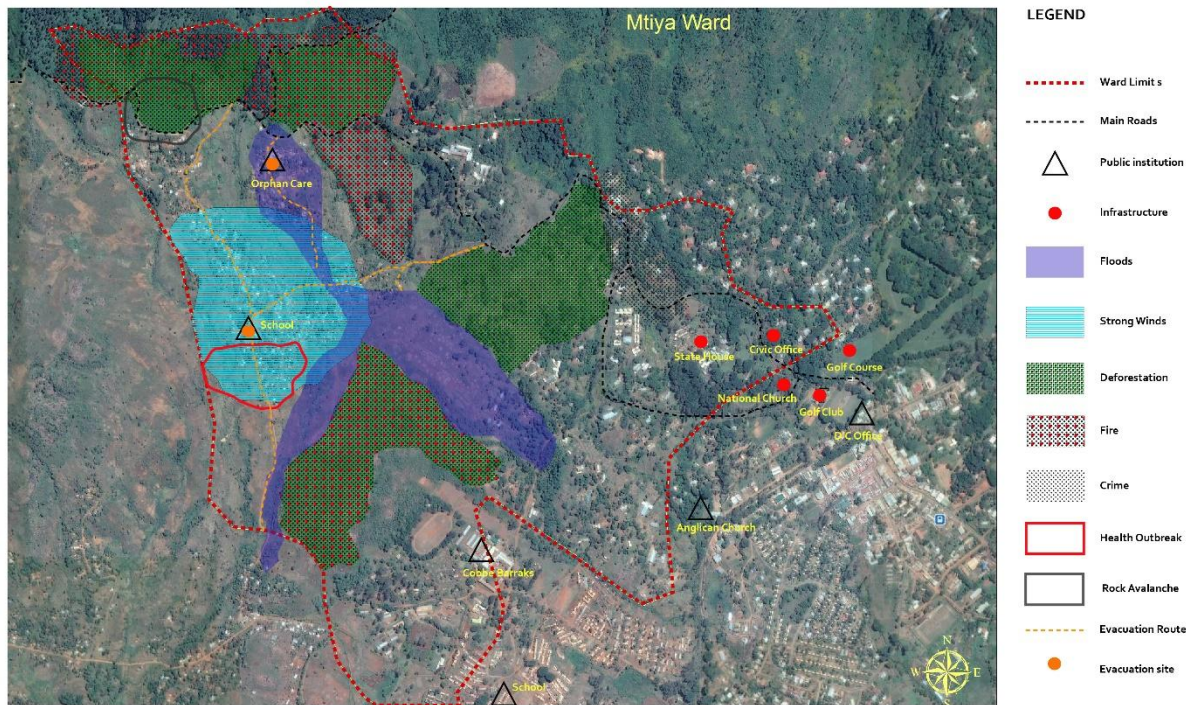 Mtiya Ward
LEGEND
Ward Limits
Main Roads
Public institution
Infrastructure
Floods
Strong Winds
Deforestation
Fire
Crime
Health Outbreak
Rock Avalanche
Evacuation Route
Evacuation site
Orphan Care
School
State House
Civic Office
Golf Course
National Church
Golf Club
D/C Office
Anglican Church
Cobbe Barraks
School
N
W
E
S